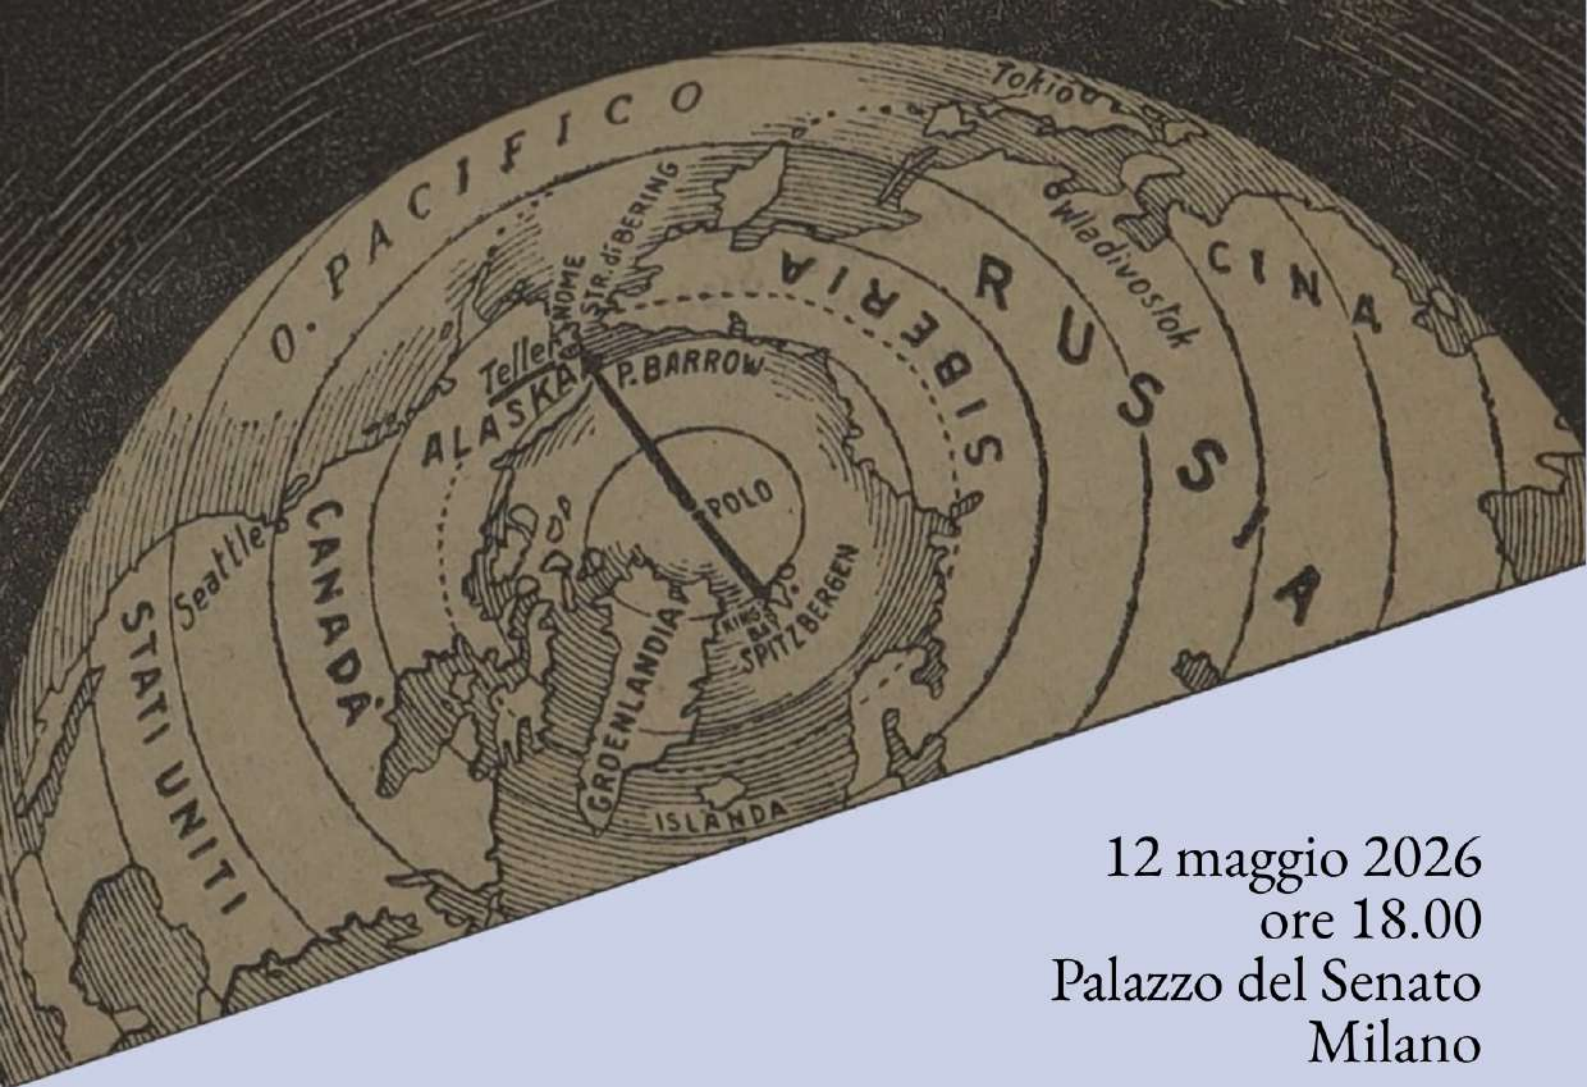 O. PACIFICO
Tokio
STR. di BERING
NOME
Teller
ALASKA
P. BARROW
SIBERIA
RUSSIA
Wladivostok
CINA
POLO
KINGS
BAY
SPITZBERGEN
CANADÀ
Seattle
STATI UNITI
GROENLANDIA
ISLANDA
12 maggio 2026
ore 18.00
Palazzo del Senato
Milano